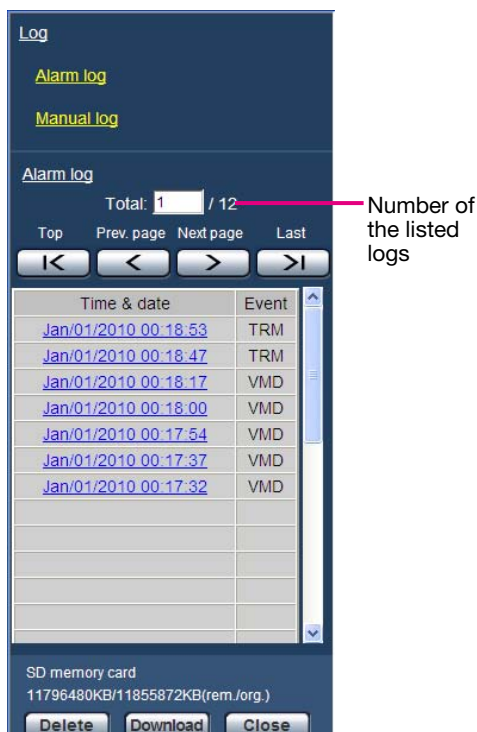 Log
Alarm log
Manual log
Alarm log
Total: 1 / 12
Number of
the listed
logs
Top Prev. page Next page Last
Time & date Event
Jan/01/2010 00:18:53 TRM
Jan/01/2010 00:18:47 TRM
Jan/01/2010 00:18:17 VMD
Jan/01/2010 00:18:00 VMD
Jan/01/2010 00:17:54 VMD
Jan/01/2010 00:17:37 VMD
Jan/01/2010 00:17:32 VMD
SD memory card
11796480KB/11855872KB(rem./org.)
Delete Download Close